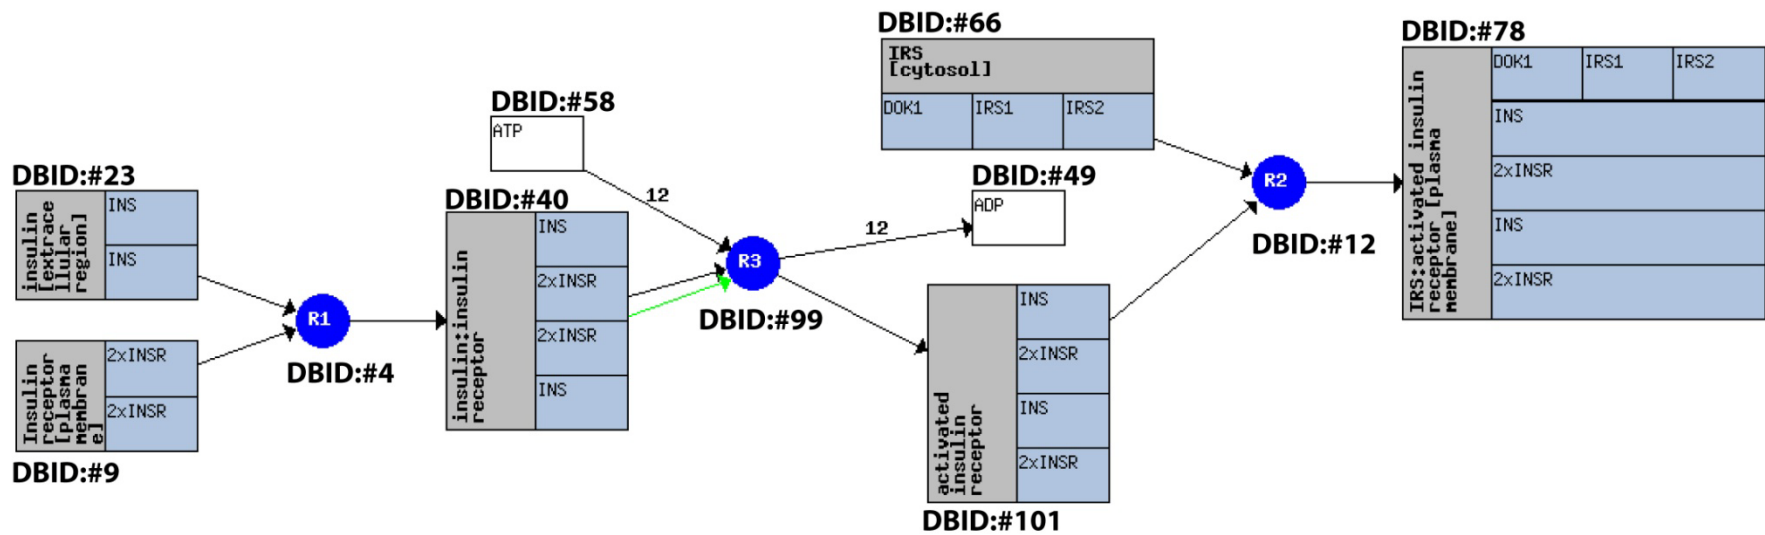 DBID:#66
IRS
[cytosol]
DOK1
IRS1
IRS2
DBID:#78
IRS:activated insulin
receptor [plasma
membrane]
DOK1
IRS1
IRS2
INS
2xINSR
INS
2xINSR
DBID:#58
ATP
12
DBID:#23
insulin
[extrace
llular
region]
INS
INS
DBID:#40
insulin:insulin
receptor
INS
2xINSR
2xINSR
INS
DBID:#49
ADP
12
R2
DBID:#12
R3
DBID:#99
R1
DBID:#4
Insulin
receptor
[plasma
membran
e]
2xINSR
2xINSR
DBID:#9
activated
insulin
receptor
INS
2xINSR
INS
2xINSR
DBID:#101